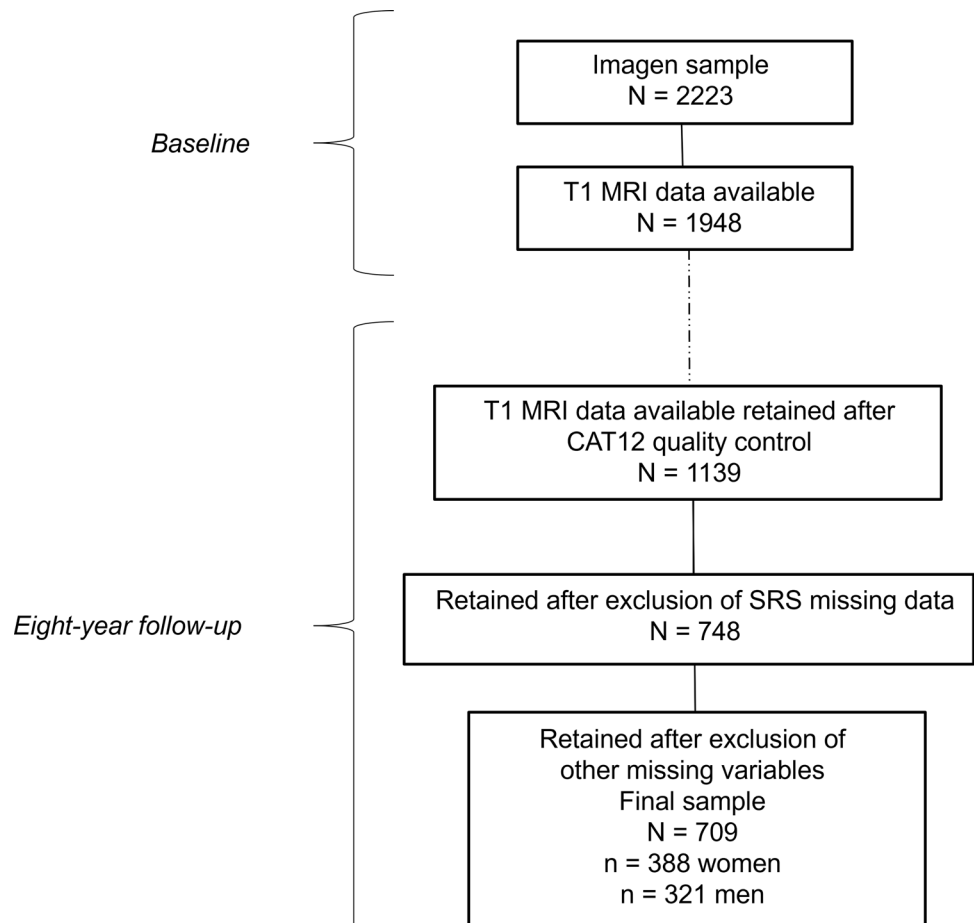 Imagen sample
N = 2223
Baseline
T1 MRI data available
N = 1948
T1 MRI data available retained after
CAT12 quality control
N = 1139
Retained after exclusion of SRS missing data
N = 748
Eight-year follow-up
Retained after exclusion of
other missing variables
Final sample
N = 709
n = 388 women
n = 321 men